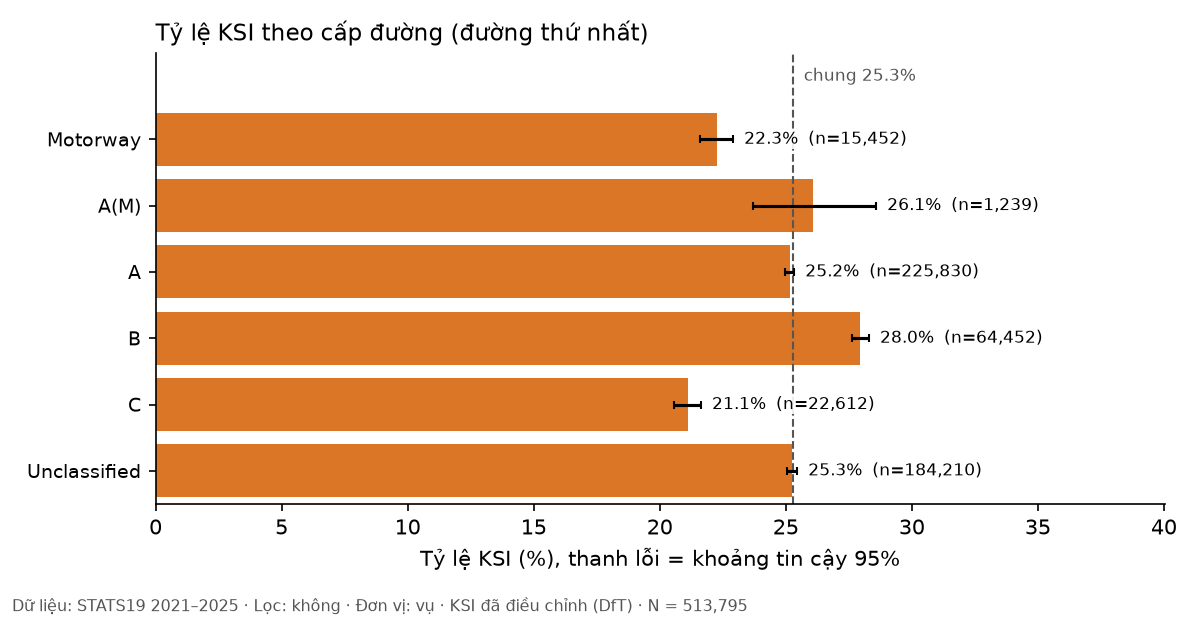 Tỷ lệ KSI theo cấp đường (đường thứ nhất)
chung 25.3%
Motorway 22.3% (n=15,452)
A(M) 26.1% (n=1,239)
A 25.2% (n=225,830)
B 28.0% (n=64,452)
C 21.1% (n=22,612)
Unclassified 25.3% (n=184,210)
0 5 10 15 20 25 30 35 40
Tỷ lệ KSI (%), thanh lỗi = khoảng tin cậy 95%
Dữ liệu: STATS19 2021–2025 · Lọc: không · Đơn vị: vụ · KSI đã điều chỉnh (DfT) · N = 513,795